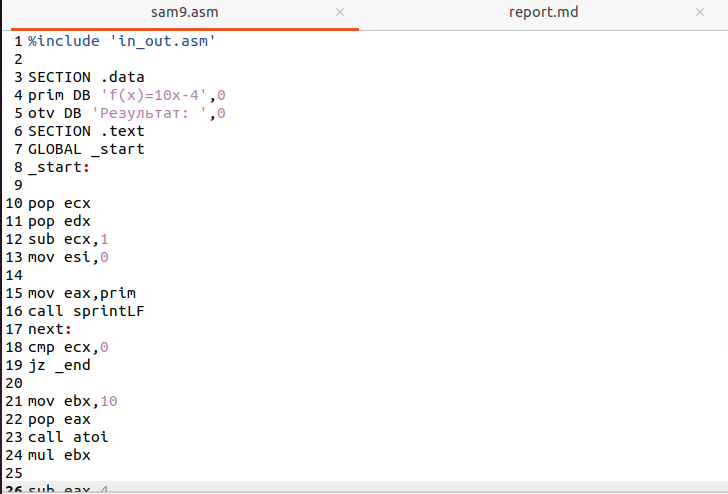 sam9.asm × report.md ×
1 %include 'in_out.asm'
2
3 SECTION .data
4 prim DB 'f(x)=10x-4',0
5 otv DB 'Результат: ',0
6 SECTION .text
7 GLOBAL _start
8 _start:
9
10 pop ecx
11 pop edx
12 sub ecx,1
13 mov esi,0
14
15 mov eax,prim
16 call sprintLF
17 next:
18 cmp ecx,0
19 jz _end
20
21 mov ebx,10
22 pop eax
23 call atoi
24 mul ebx
25
26 sub eax,4